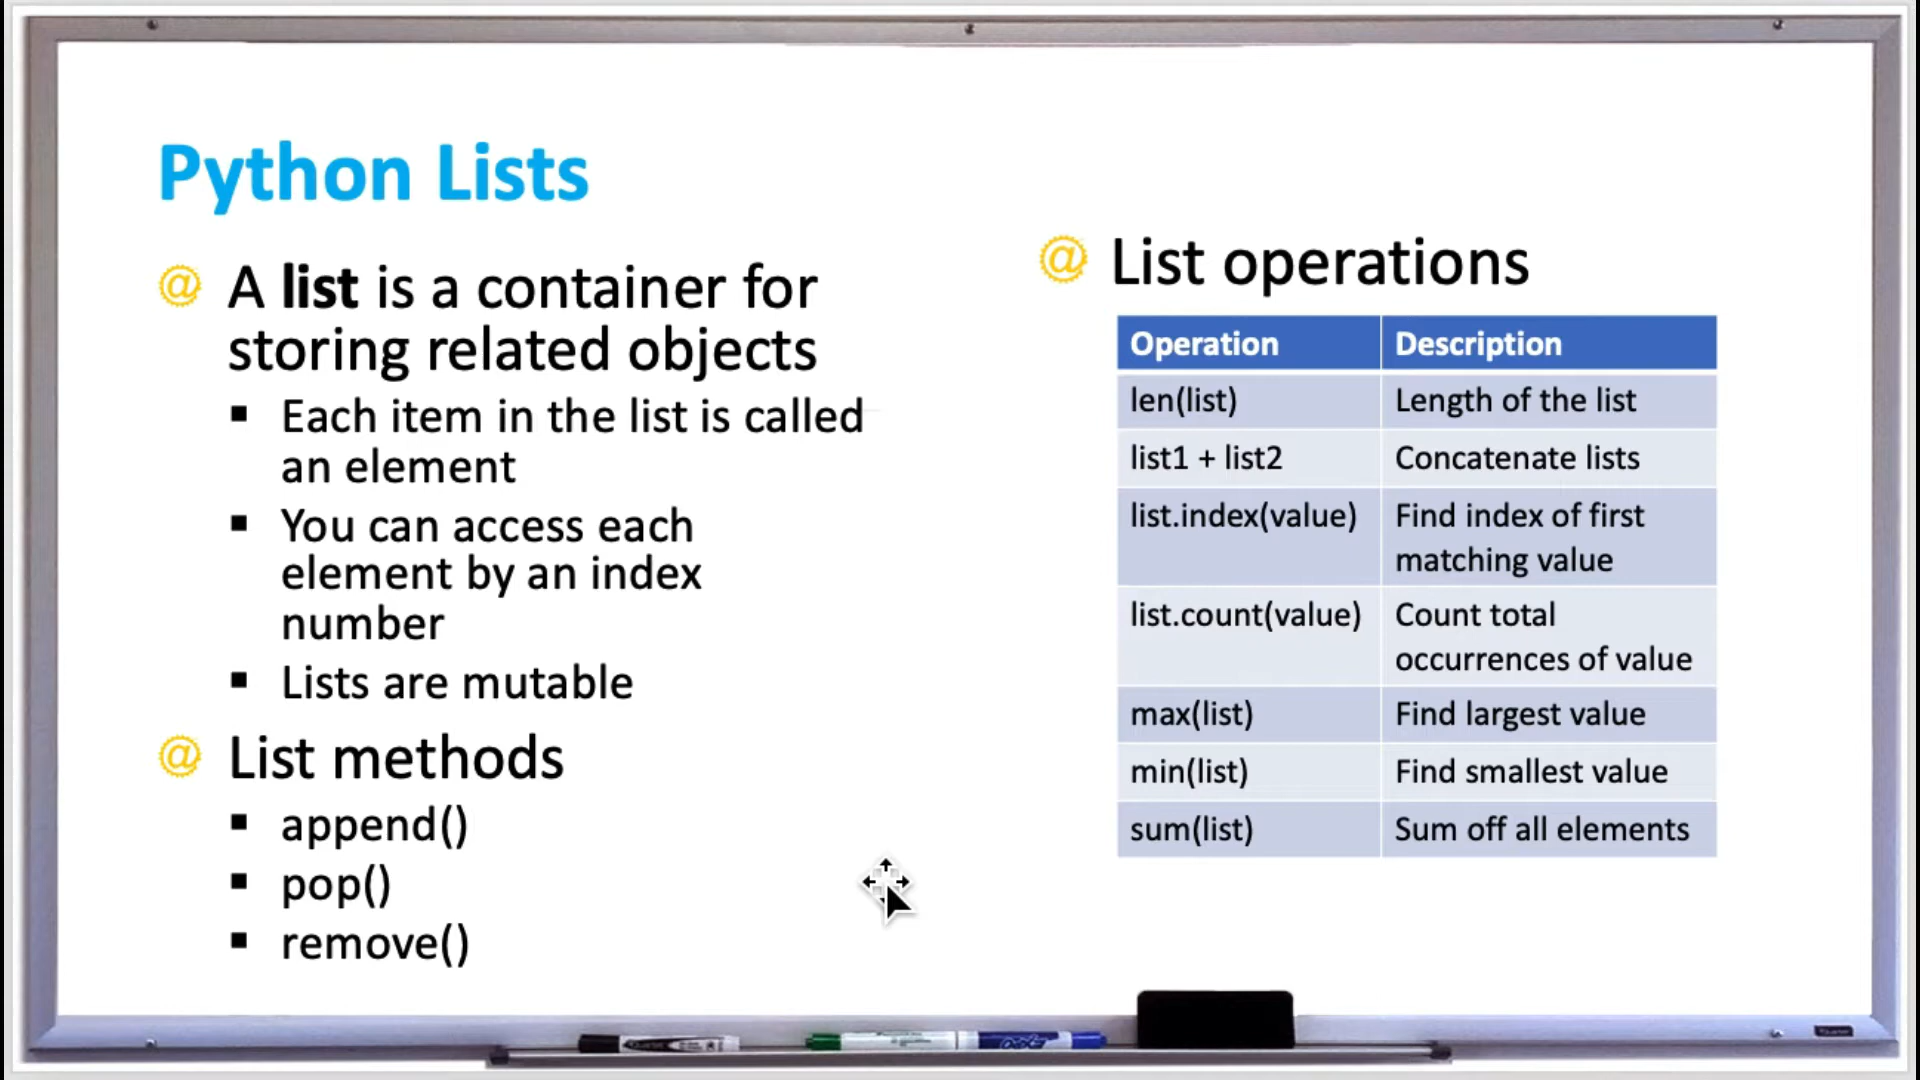 Python Lists
@ A list is a container for
storing related objects
▪ Each item in the list is called
an element
▪ You can access each
element by an index
number
▪ Lists are mutable
@ List methods
▪ append()
▪ pop()
▪ remove()
@ List operations
Operation Description
len(list) Length of the list
list1 + list2 Concatenate lists
list.index(value) Find index of first
matching value
list.count(value) Count total
occurrences of value
max(list) Find largest value
min(list) Find smallest value
sum(list) Sum off all elements